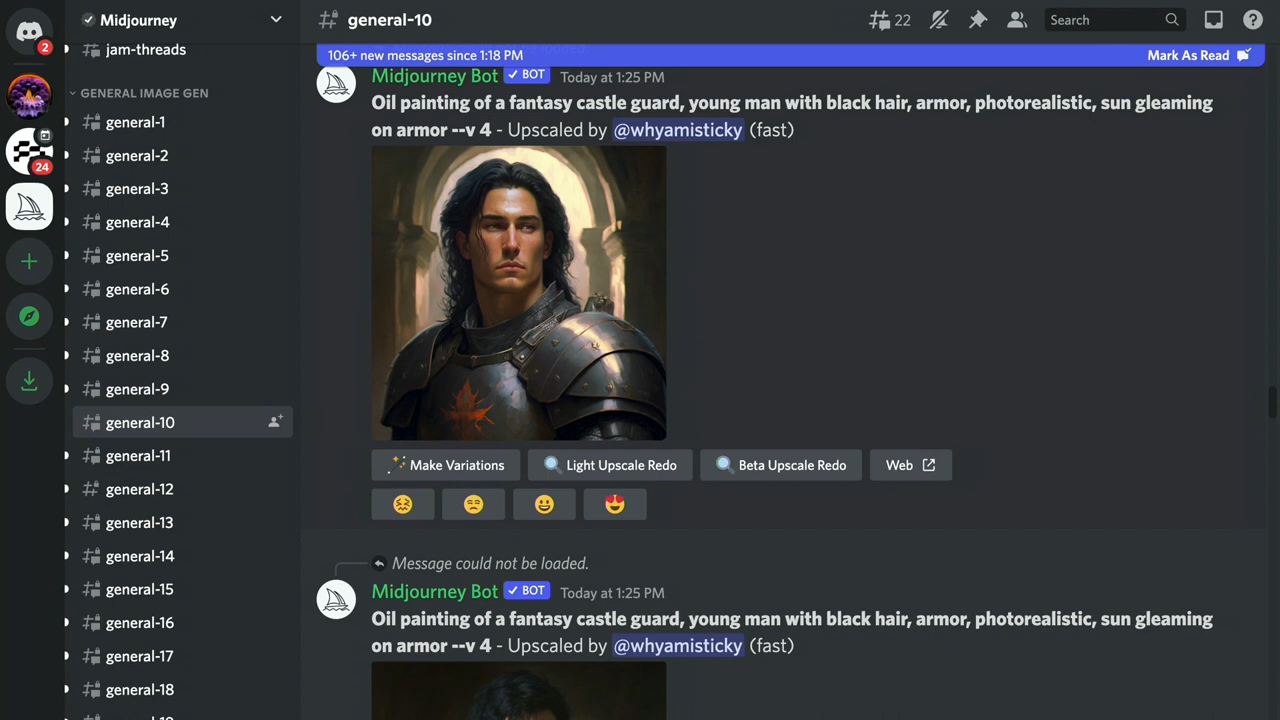 Midjourney
general-10
22
Search
2
24
106+ new messages since 1:18 PM
Mark As Read
jam-threads
GENERAL IMAGE GEN
general-1
general-2
general-3
general-4
general-5
general-6
general-7
general-8
general-9
general-10
general-11
general-12
general-13
general-14
general-15
general-16
general-17
general-18
Midjourney Bot ✓ BOT Today at 1:25 PM
Oil painting of a fantasy castle guard, young man with black hair, armor, photorealistic, sun gleaming
on armor --v 4 - Upscaled by @whyamisticky (fast)
Make Variations
Light Upscale Redo
Beta Upscale Redo
Web
Message could not be loaded.
Midjourney Bot ✓ BOT Today at 1:25 PM
Oil painting of a fantasy castle guard, young man with black hair, armor, photorealistic, sun gleaming
on armor --v 4 - Upscaled by @whyamisticky (fast)